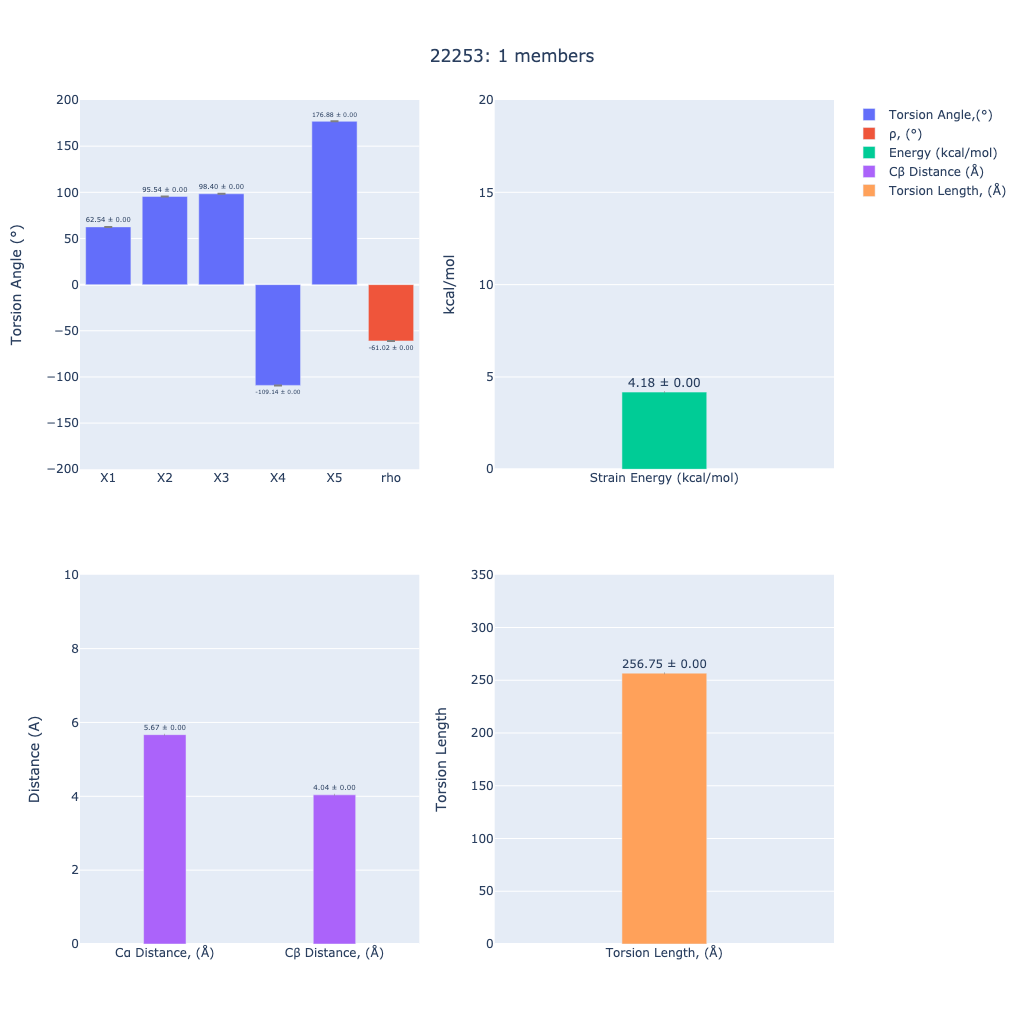 22253: 1 members
Torsion Angle (°)
200
150
100
50
0
−50
−100
−150
−200
62.54 ± 0.00
95.54 ± 0.00
98.40 ± 0.00
-109.14 ± 0.00
176.88 ± 0.00
-61.02 ± 0.00
X1 X2 X3 X4 X5 rho
kcal/mol
20
15
10
5
0
4.18 ± 0.00
Strain Energy (kcal/mol)
Torsion Angle,(°)
ρ, (°)
Energy (kcal/mol)
Cβ Distance (Å)
Torsion Length, (Å)
Distance (A)
10
8
6
4
2
0
5.67 ± 0.00
4.04 ± 0.00
Cα Distance, (Å) Cβ Distance, (Å)
Torsion Length
350
300
250
200
150
100
50
0
256.75 ± 0.00
Torsion Length, (Å)